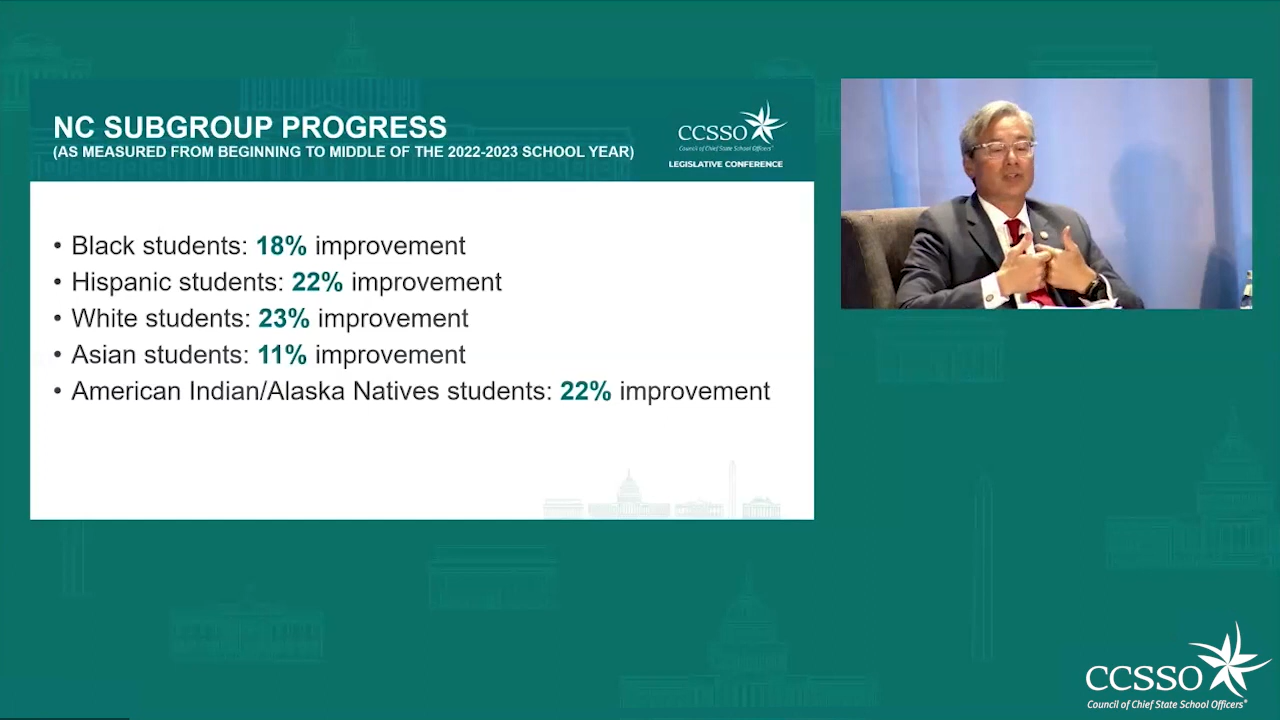 NC SUBGROUP PROGRESS
(AS MEASURED FROM BEGINNING TO MIDDLE OF THE 2022-2023 SCHOOL YEAR)
CCSSO
Council of Chief State School Officers®
LEGISLATIVE CONFERENCE
• Black students: 18% improvement
• Hispanic students: 22% improvement
• White students: 23% improvement
• Asian students: 11% improvement
• American Indian/Alaska Natives students: 22% improvement
CCSSO
Council of Chief State School Officers®